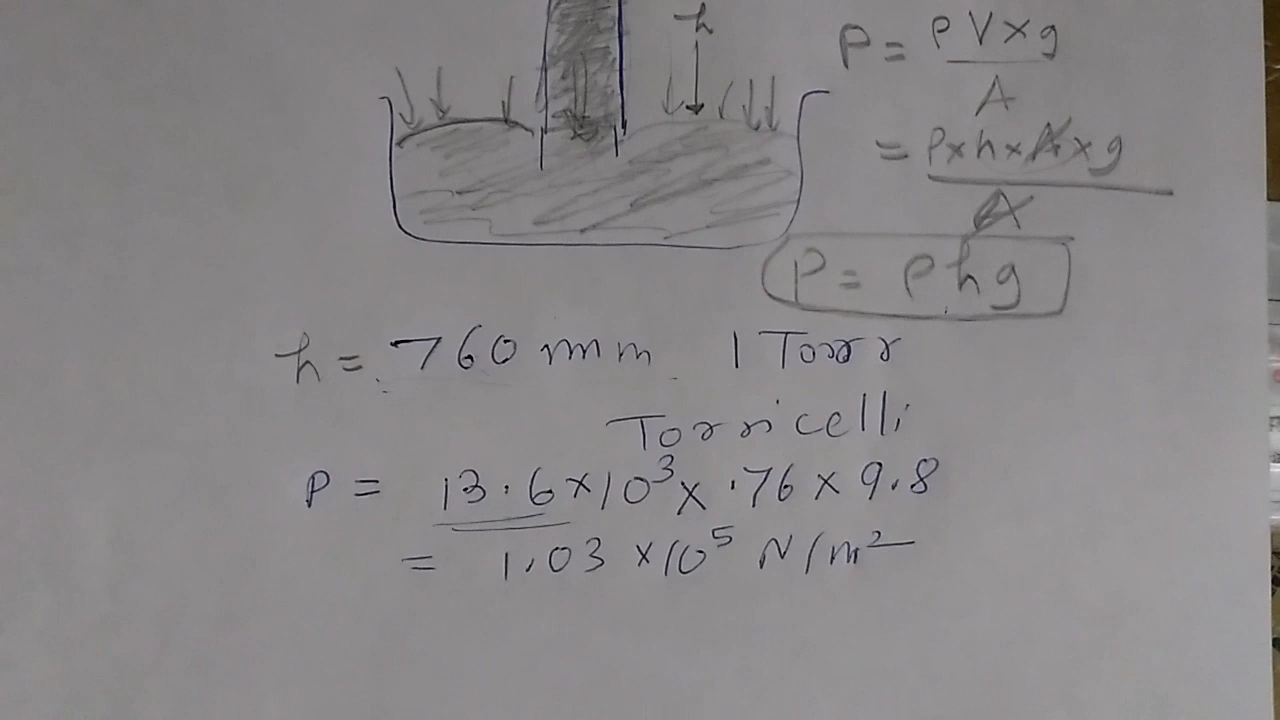 h
P = ρV×g
A
= ρ×h×A×g
A
P = ρhg
h = 760 mm 1 Torr
Torricelli
P = 13.6×10³× .76 × 9.8
= 1.03 ×10⁵ N/m²